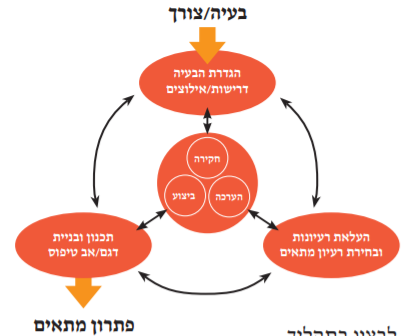 בעיה/צורך
הגדרת הבעיה
דרישות/אילוצים
חקירה
הערכה
ביצוע
העלאת רעיונות
ובחירת רעיון מתאים
תכנון ובניית
דגם/אב טיפוס
פתרון מתאים